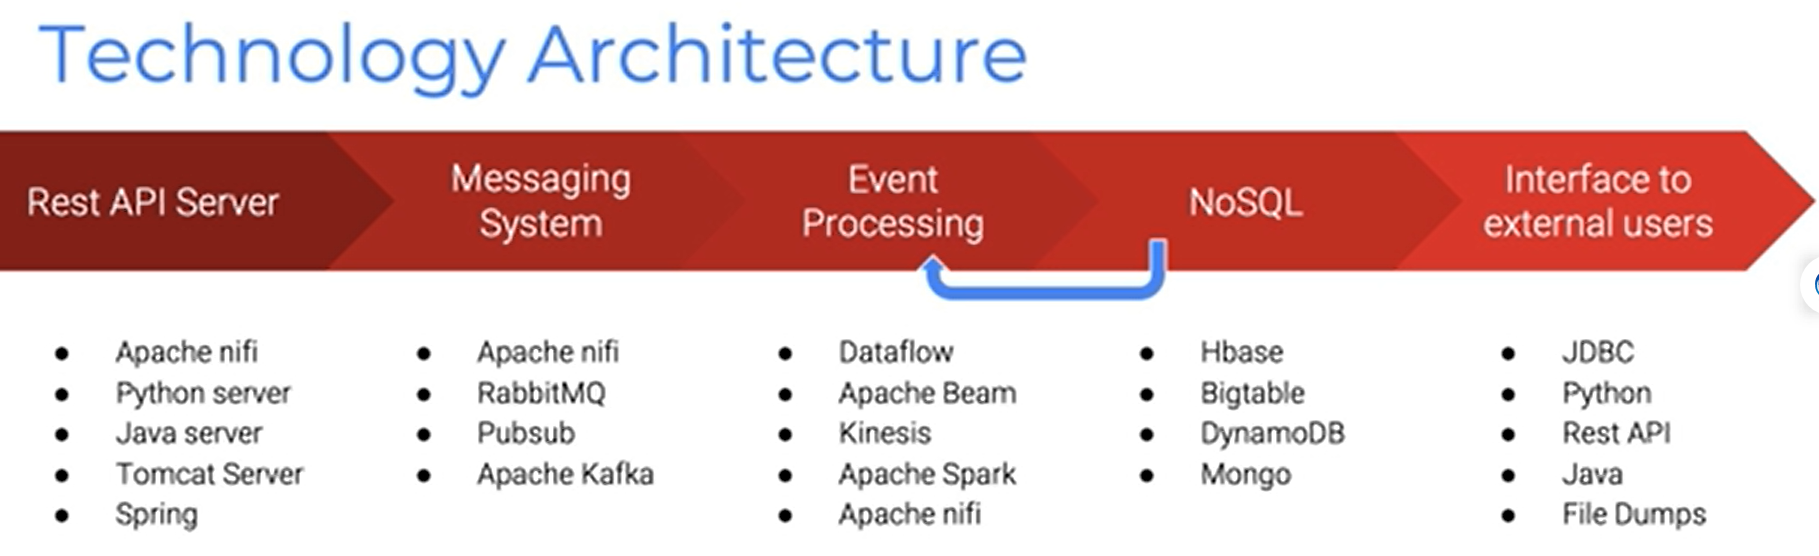 Technology Architecture
Rest API Server
Messaging
System
Event
Processing
NoSQL
Interface to
external users
Apache nifi
Python server
Java server
Tomcat Server
Spring
Apache nifi
RabbitMQ
Pubsub
Apache Kafka
Dataflow
Apache Beam
Kinesis
Apache Spark
Apache nifi
Hbase
Bigtable
DynamoDB
Mongo
JDBC
Python
Rest API
Java
File Dumps